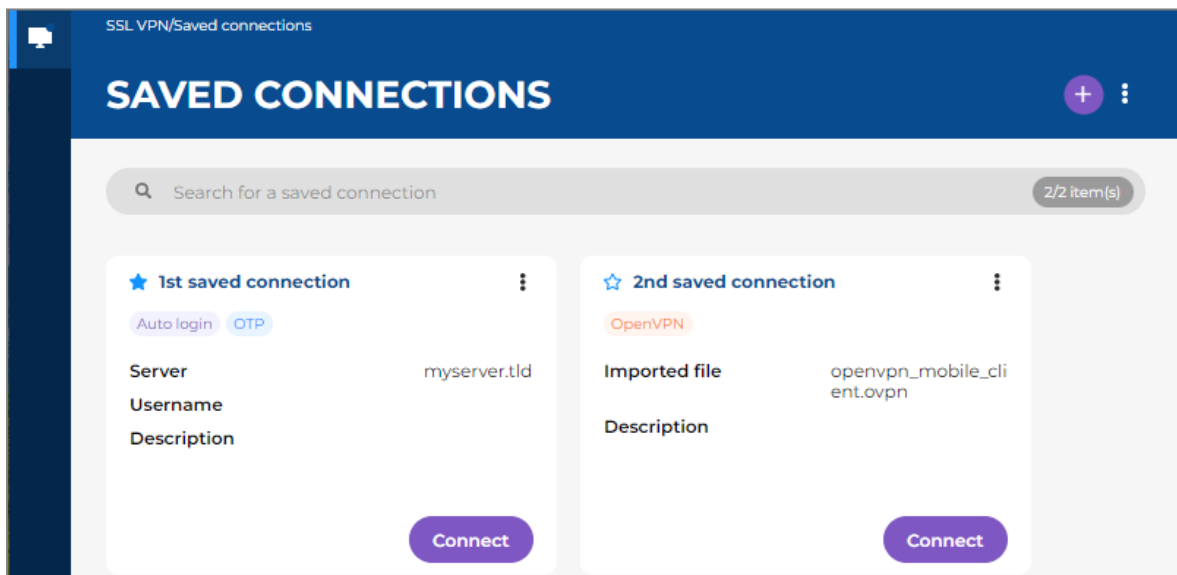 SSL VPN/Saved connections
SAVED CONNECTIONS
Search for a saved connection
2/2 item(s)
1st saved connection
Auto login OTP
Server myserver.tld
Username
Description
Connect
2nd saved connection
OpenVPN
Imported file openvpn_mobile_cli
ent.ovpn
Description
Connect